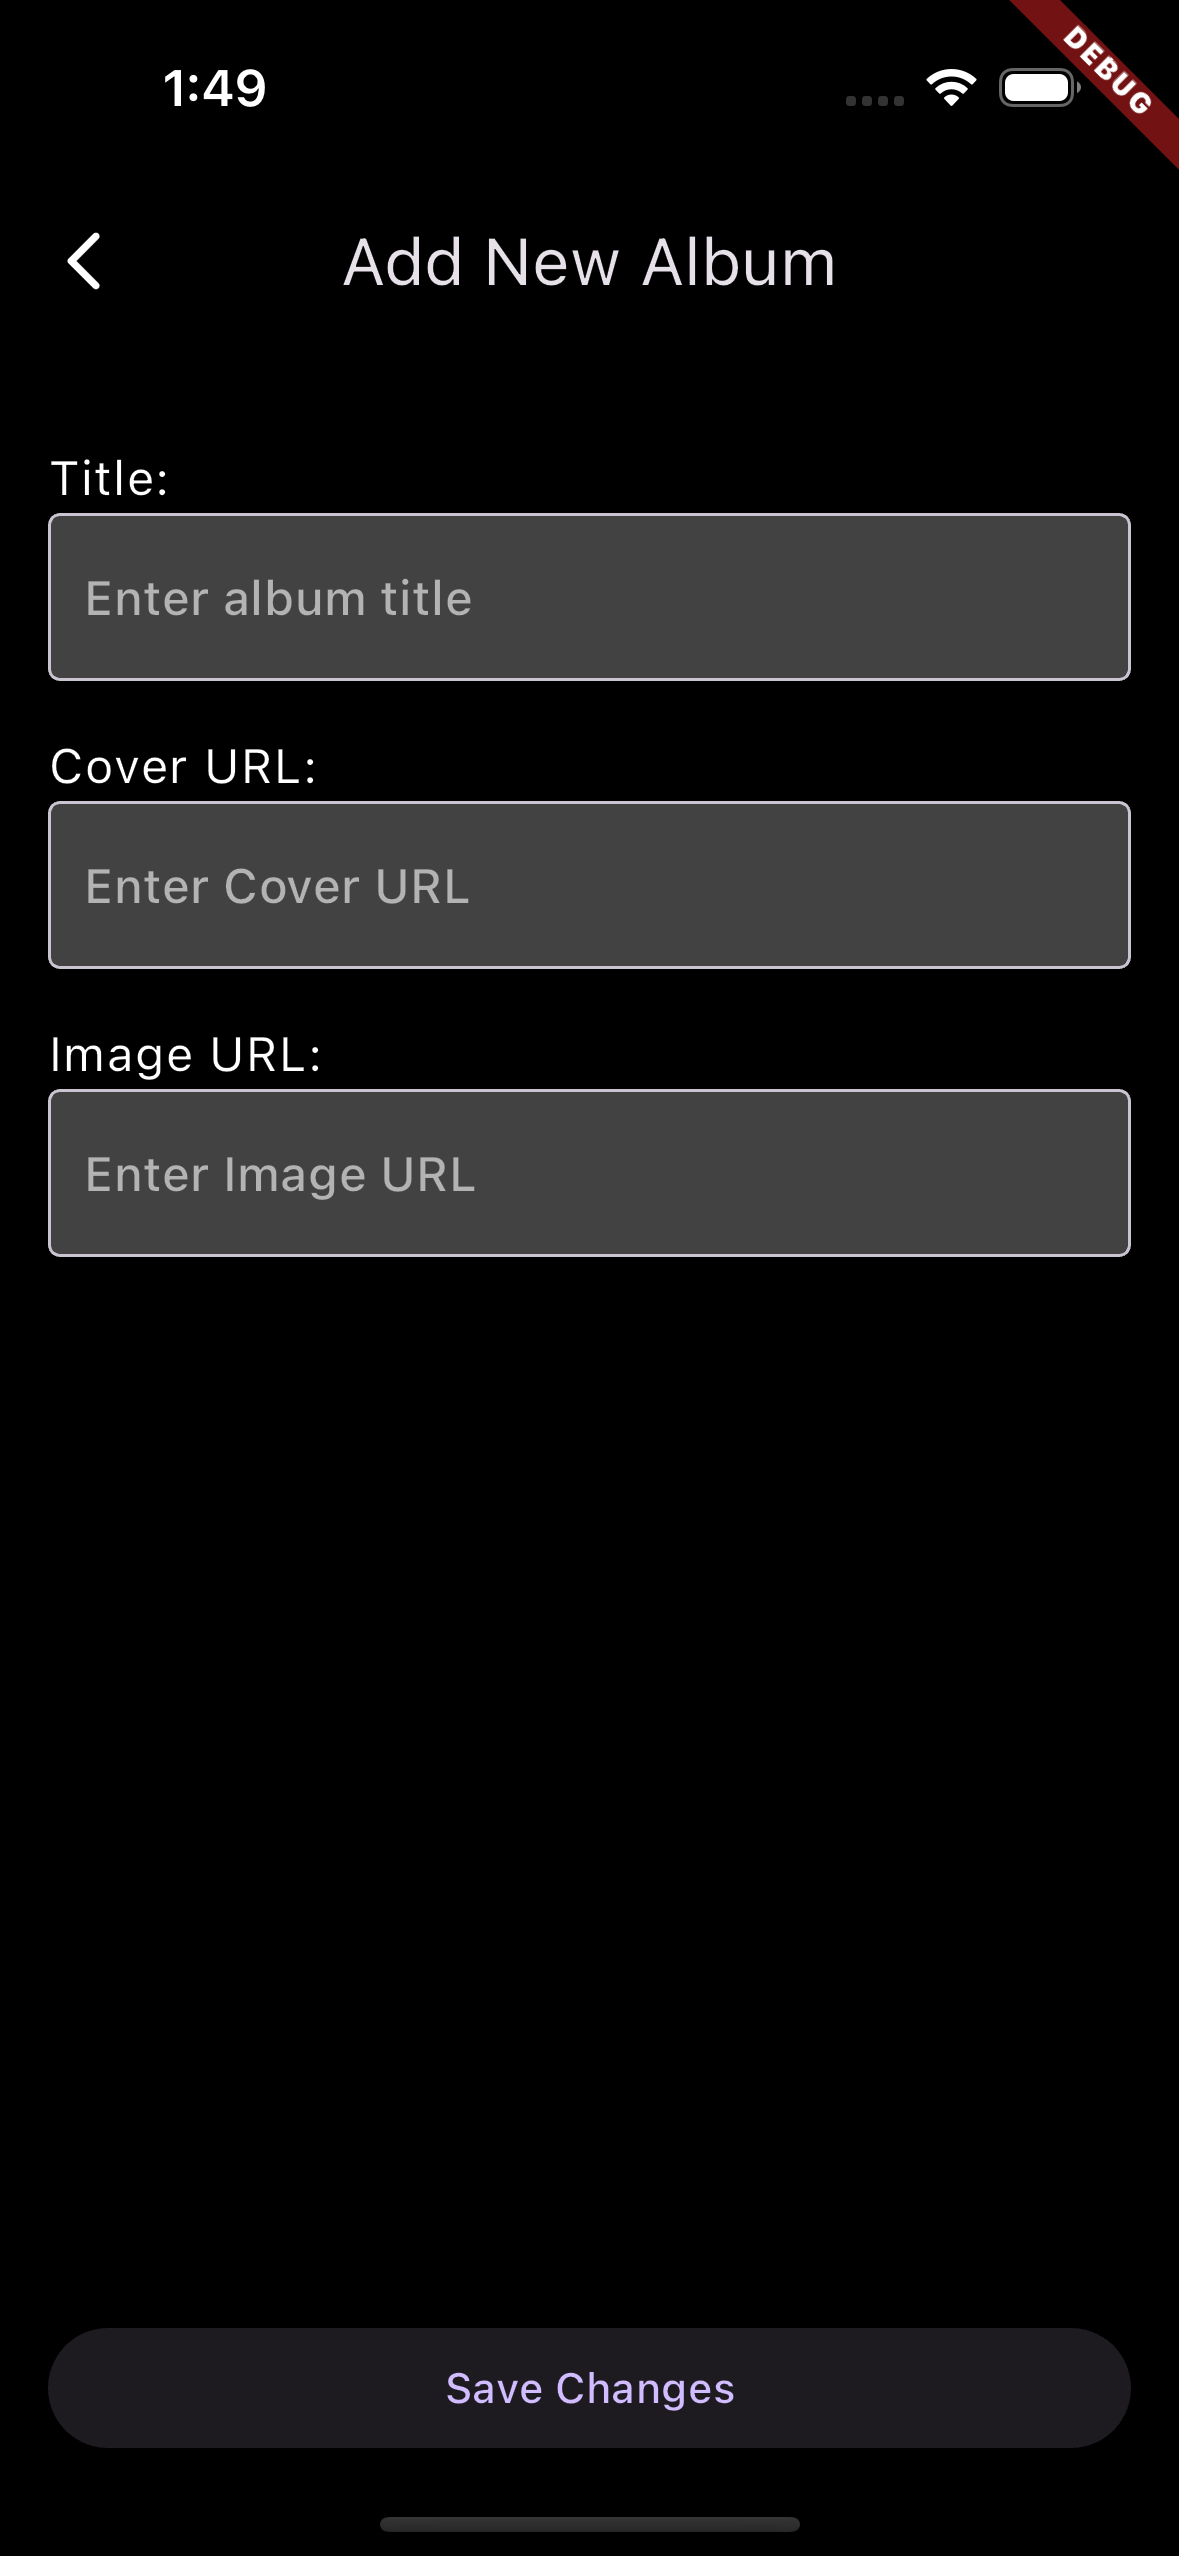 1:49
DEBUG
Add New Album
Title:
Enter album title
Cover URL:
Enter Cover URL
Image URL:
Enter Image URL
Save Changes